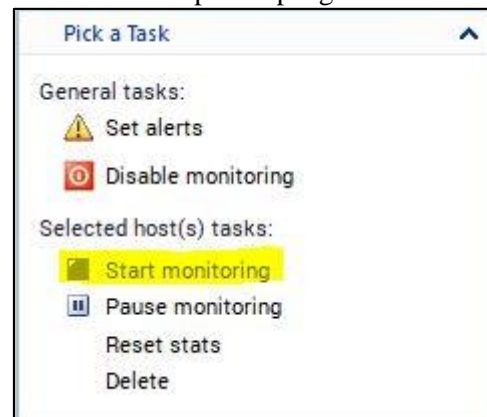 Pick a Task
General tasks:
Set alerts
Disable monitoring
Selected host(s) tasks:
Start monitoring
Pause monitoring
Reset stats
Delete